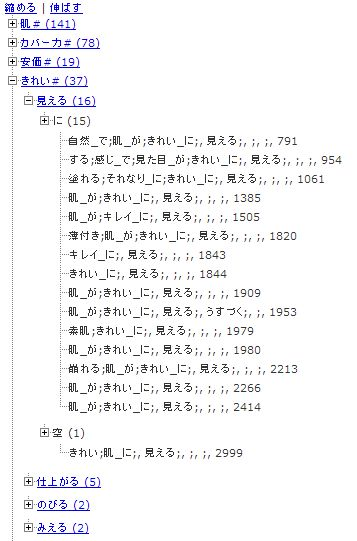 縮める | 伸ばす
肌# (141)
カバー力# (78)
安価# (19)
きれい# (37)
見える (16)
に (15)
自然_で;肌_が;きれい_に;, 見える;, ;, ;, 791
する;感じ_で;見た目_が;きれい_に;, 見える;, ;, ;, 954
塗れる;それなり_に;きれい_に;, 見える;, ;, ;, 1061
肌_が;きれい_に;, 見える;, ;, ;, 1385
肌_が;キレイ_に;, 見える;, ;, ;, 1505
薄付き;肌_が;きれい_に;, 見える;, ;, ;, 1820
キレイ_に;, 見える;, ;, ;, 1843
きれい_に;, 見える;, ;, ;, 1844
肌_が;きれい_に;, 見える;, ;, ;, 1909
肌_が;きれい_に;, 見える;, うすづく;, ;, 1953
素肌;きれい_に;, 見える;, ;, ;, 1979
肌_が;きれい_に;, 見える;, ;, ;, 1980
崩れる;肌_が;きれい_に;, 見える;, ;, ;, 2213
肌_が;きれい_に;, 見える;, ;, ;, 2266
肌_が;きれい_に;, 見える;, ;, ;, 2414
空 (1)
きれい;肌_に;, 見える;, ;, ;, 2999
仕上がる (5)
のびる (2)
みえる (2)